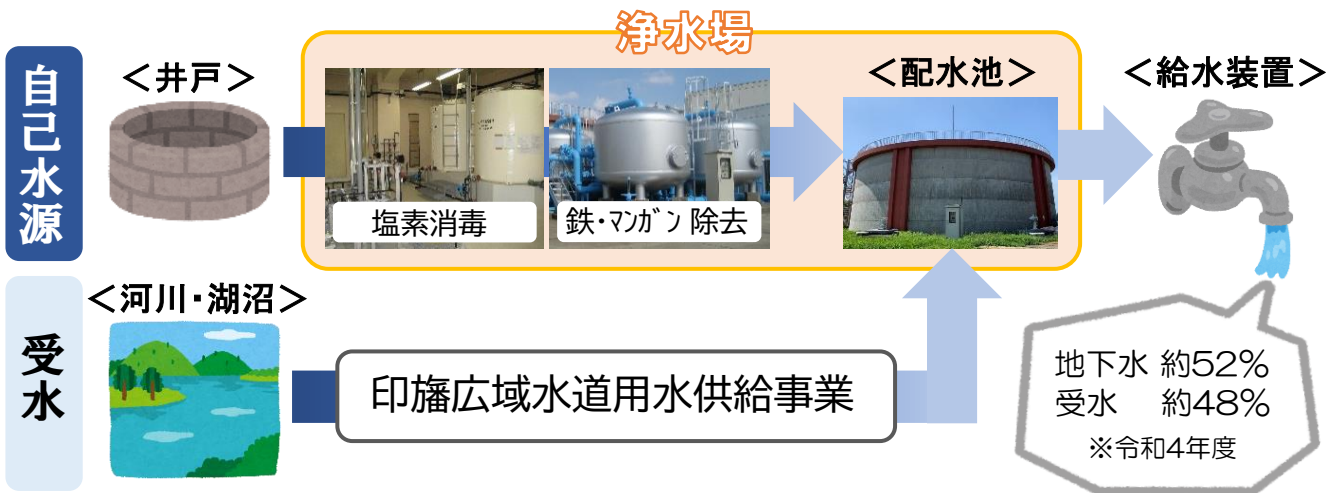 浄水場
自己水源
＜井戸＞
塩素消毒
鉄・マンガン除去
＜配水池＞
＜給水装置＞
受水
＜河川・湖沼＞
印旛広域水道用水供給事業
地下水 約52%
受水 約48%
※令和4年度